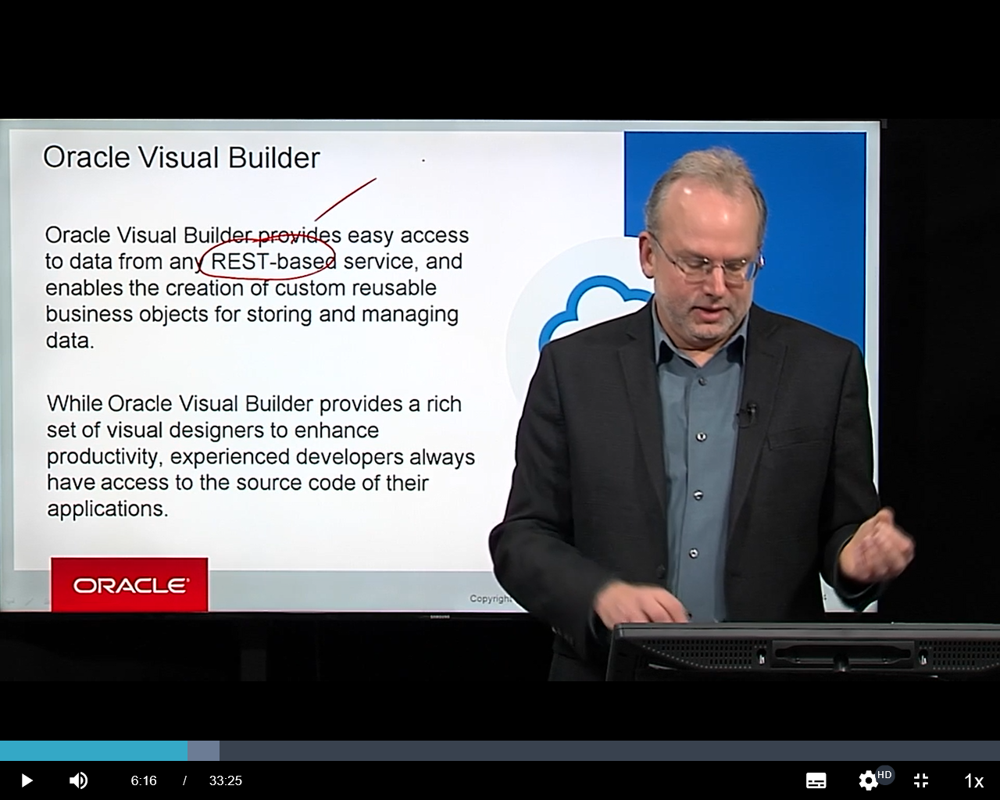 Oracle Visual Builder
Oracle Visual Builder provides easy access
to data from any REST-based service, and
enables the creation of custom reusable
business objects for storing and managing
data.
While Oracle Visual Builder provides a rich
set of visual designers to enhance
productivity, experienced developers always
have access to the source code of their
applications.
ORACLE
Copyright
SAMSUNG
6:16 / 33:25 HD 1x